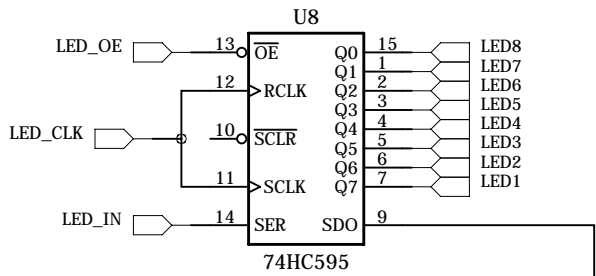 U8
LED_OE 13 OE Q0 15 LED8
Q1 1 LED7
12 RCLK Q2 2 LED6
Q3 3 LED5
LED_CLK 10 SCLR Q4 4 LED4
Q5 5 LED3
Q6 6 LED2
11 SCLK Q7 7 LED1
LED_IN 14 SER SDO 9
74HC595